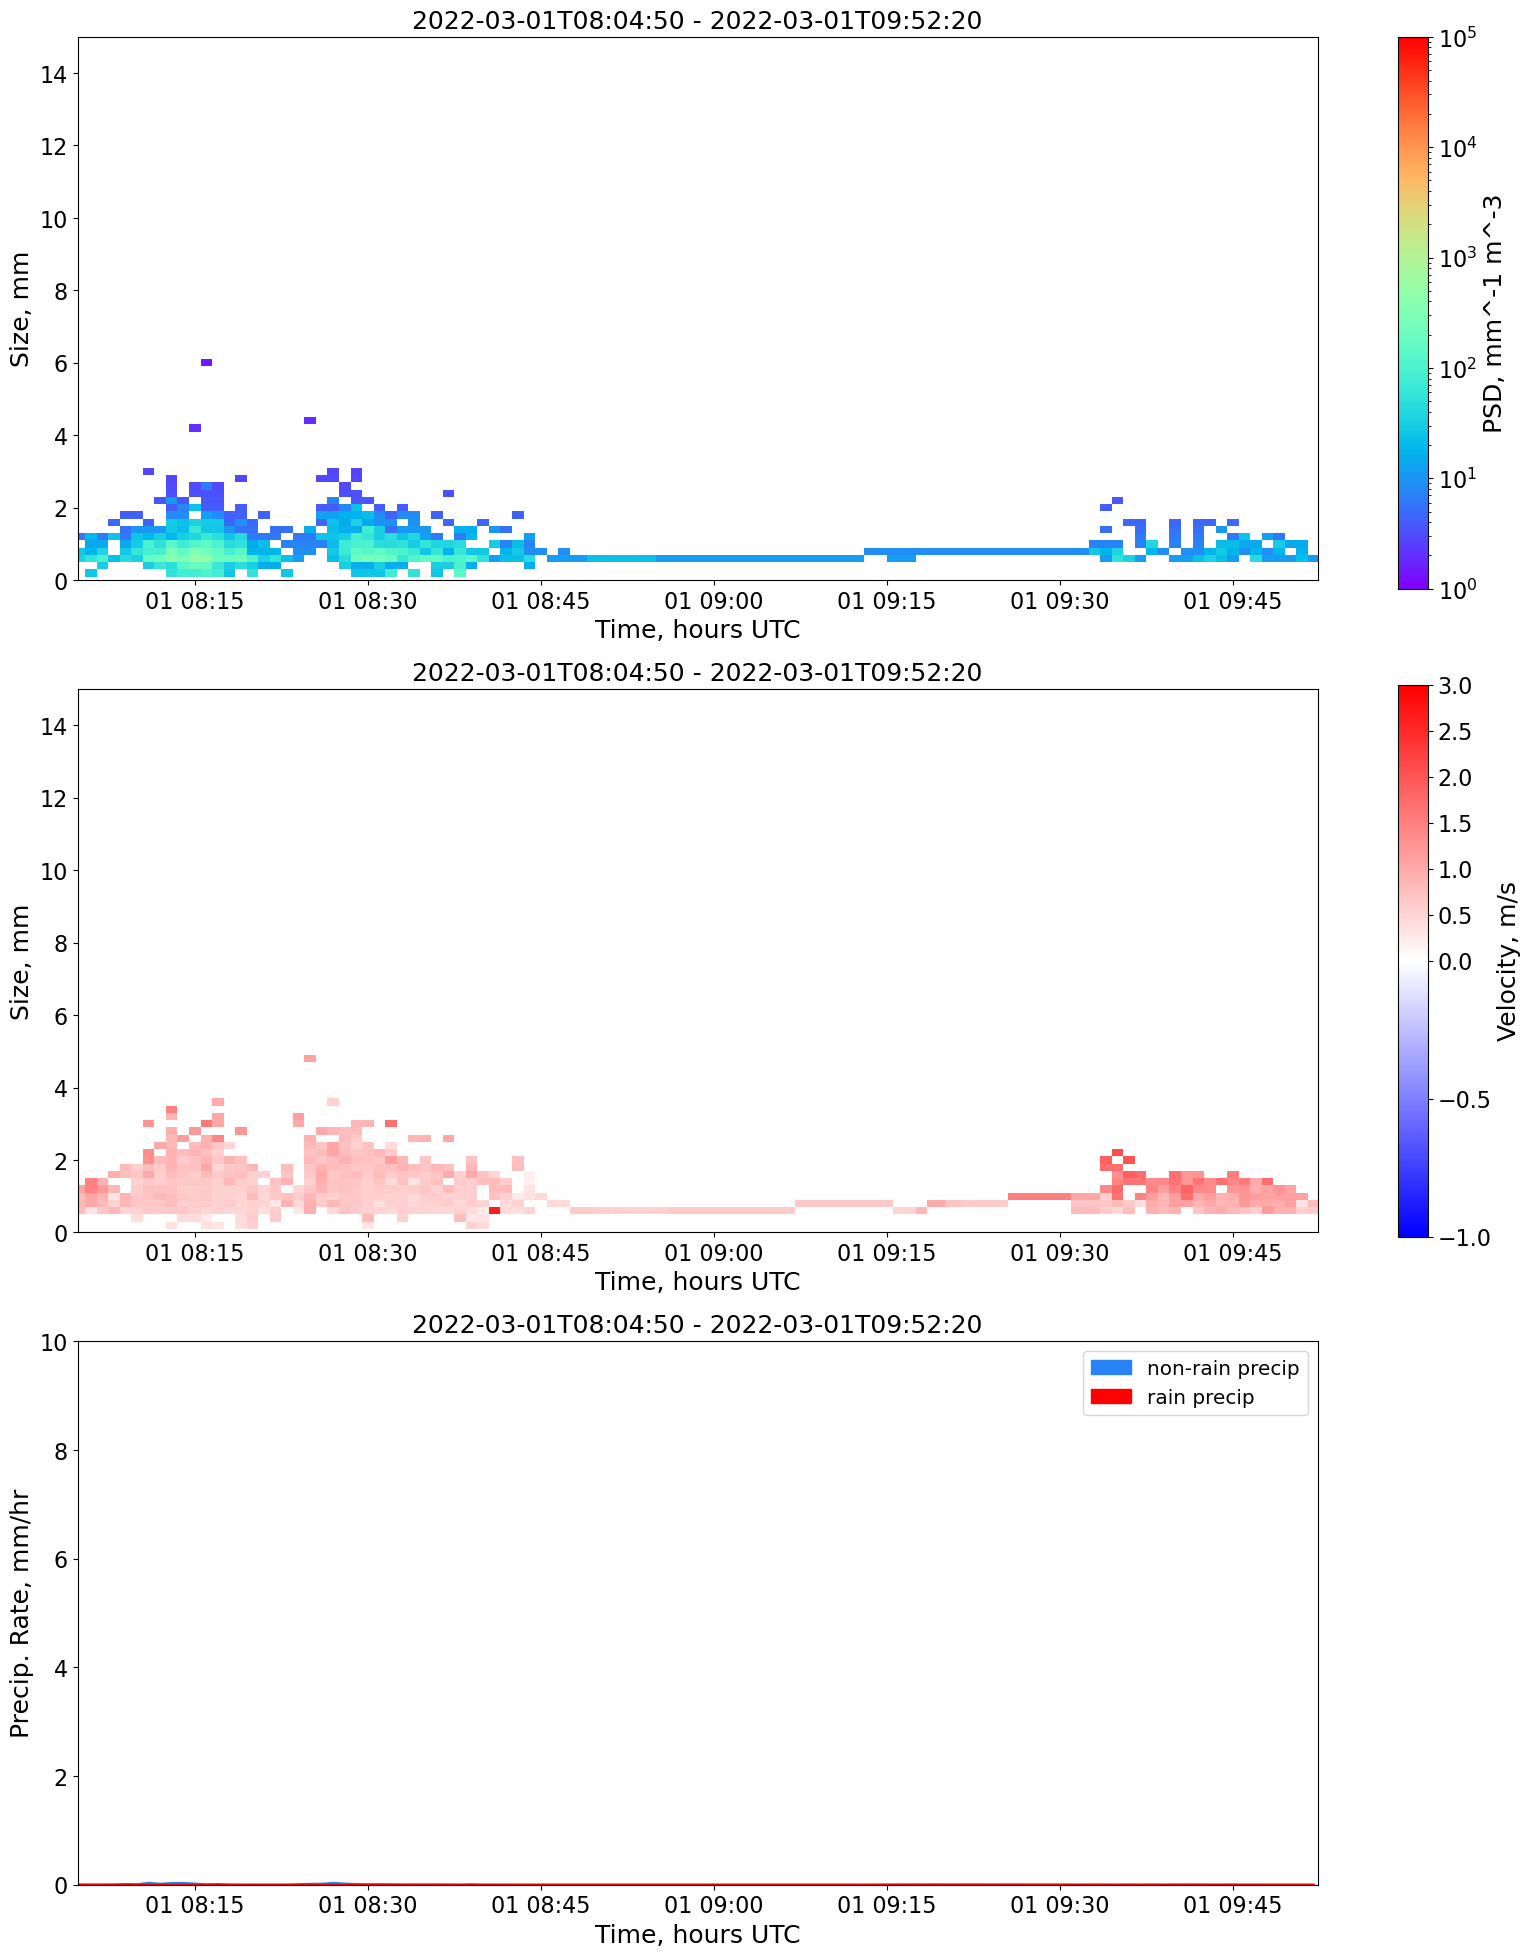 2022-03-01T08:04:50 - 2022-03-01T09:52:20
14
12
10
8
6
4
2
0
Size, mm
01 08:15 01 08:30 01 08:45 01 09:00 01 09:15 01 09:30 01 09:45
Time, hours UTC
10^5
10^4
10^3
10^2
10^1
10^0
PSD, mm^-1 m^-3
2022-03-01T08:04:50 - 2022-03-01T09:52:20
14
12
10
8
6
4
2
0
Size, mm
01 08:15 01 08:30 01 08:45 01 09:00 01 09:15 01 09:30 01 09:45
Time, hours UTC
3.0
2.5
2.0
1.5
1.0
0.5
0.0
−0.5
−1.0
Velocity, m/s
2022-03-01T08:04:50 - 2022-03-01T09:52:20
10
8
6
4
2
0
Precip. Rate, mm/hr
non-rain precip
rain precip
01 08:15 01 08:30 01 08:45 01 09:00 01 09:15 01 09:30 01 09:45
Time, hours UTC